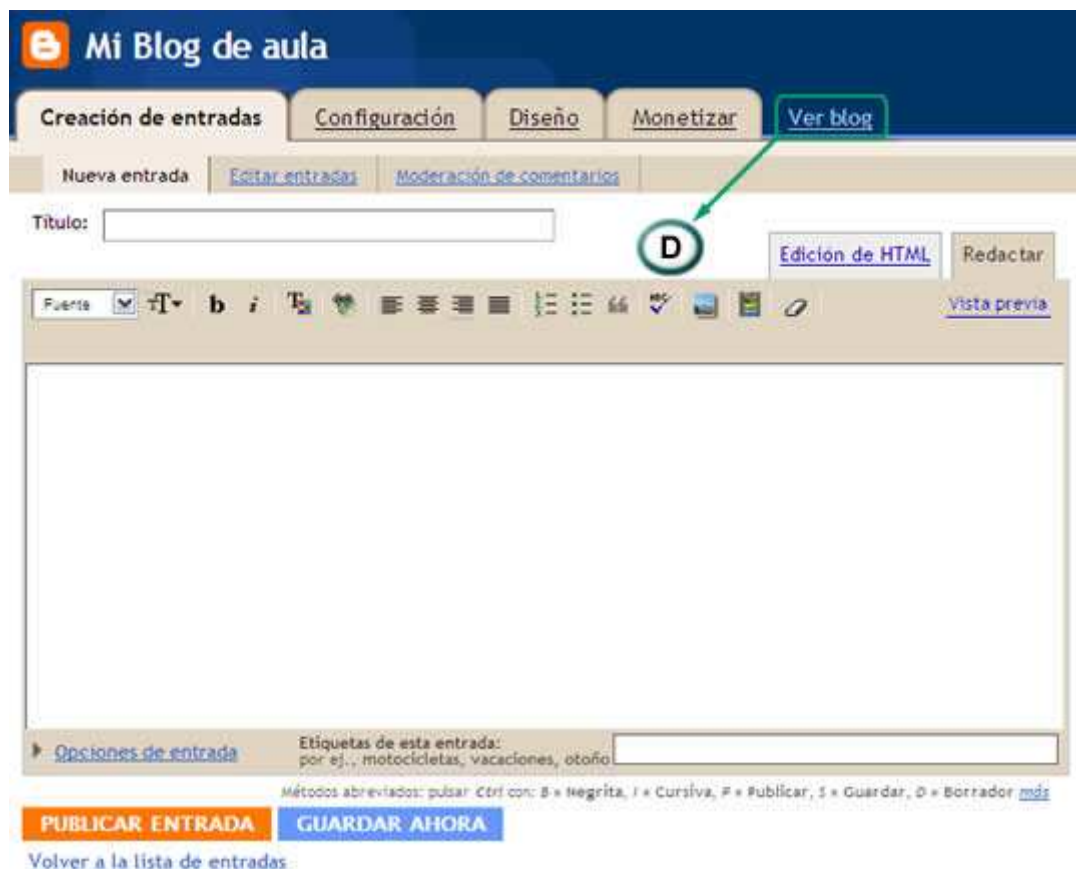 Mi Blog de aula
Creación de entradas Configuración Diseño Monetizar Ver blog
Nueva entrada Editar entradas Moderación de comentarios
Título:
D
Edición de HTML Redactar
Fuente T b i T ABC Vista previa
Opciones de entrada Etiquetas de esta entrada:
por ej., motocicletas, vacaciones, otoño
Métodos abreviados: pulsar Ctrl con: B = Negrita, I = Cursiva, P = Publicar, S = Guardar, D = Borrador más
PUBLICAR ENTRADA GUARDAR AHORA
Volver a la lista de entradas